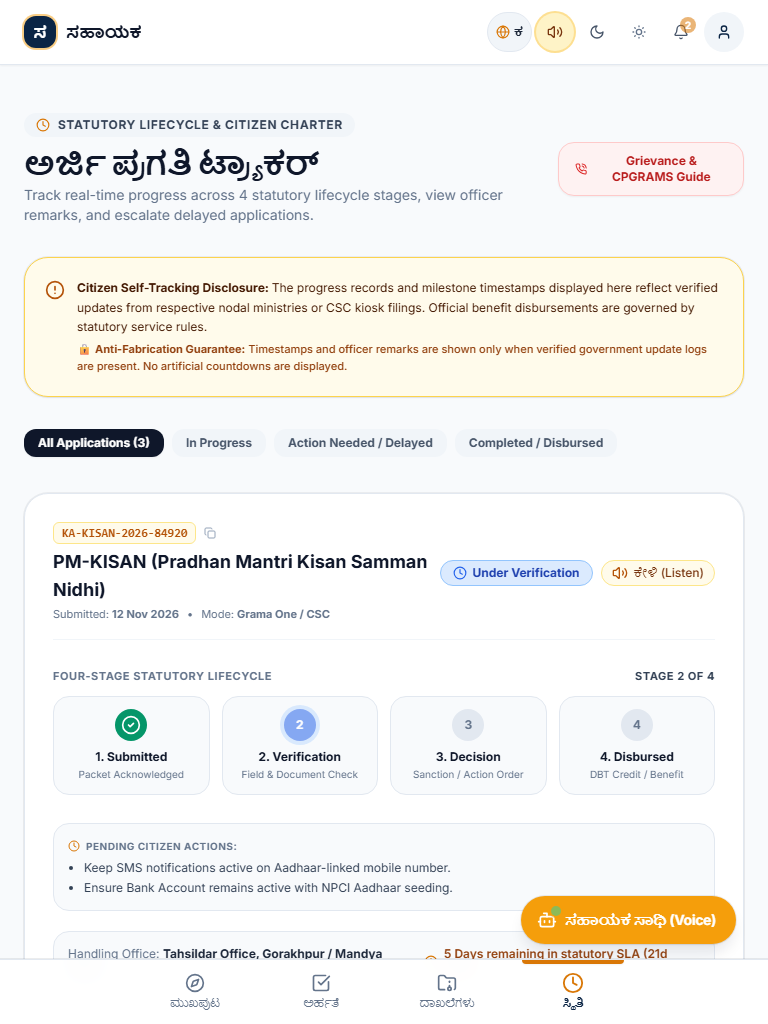 ಸ ಸಹಾಯಕ
ಕ
2
STATUTORY LIFECYCLE & CITIZEN CHARTER
ಅರ್ಜಿ ಪ್ರಗತಿ ಟ್ರ್ಯಾಕರ್
Track real-time progress across 4 statutory lifecycle stages, view officer
remarks, and escalate delayed applications.
Grievance &
CPGRAMS Guide
Citizen Self-Tracking Disclosure: The progress records and milestone timestamps displayed here reflect verified
updates from respective nodal ministries or CSC kiosk filings. Official benefit disbursements are governed by
statutory service rules.
🔒 Anti-Fabrication Guarantee: Timestamps and officer remarks are shown only when verified government update logs
are present. No artificial countdowns are displayed.
All Applications (3) In Progress Action Needed / Delayed Completed / Disbursed
KA-KISAN-2026-84920
PM-KISAN (Pradhan Mantri Kisan Samman
Nidhi)
Under Verification ಕೇಳಿ (Listen)
Submitted: 12 Nov 2026 • Mode: Grama One / CSC
FOUR-STAGE STATUTORY LIFECYCLE STAGE 2 OF 4
2 3 4
1. Submitted 2. Verification 3. Decision 4. Disbursed
Packet Acknowledged Field & Document Check Sanction / Action Order DBT Credit / Benefit
PENDING CITIZEN ACTIONS:
• Keep SMS notifications active on Aadhaar-linked mobile number.
• Ensure Bank Account remains active with NPCI Aadhaar seeding.
ಸಹಾಯಕ ಸಾಥಿ (Voice)
Handling Office: Tahsildar Office, Gorakhpur / Mandya 5 Days remaining in statutory SLA (21d
ಮುಖಪುಟ ಅರ್ಹತೆ ದಾಖಲೆಗಳು ಸ್ಥಿತಿ